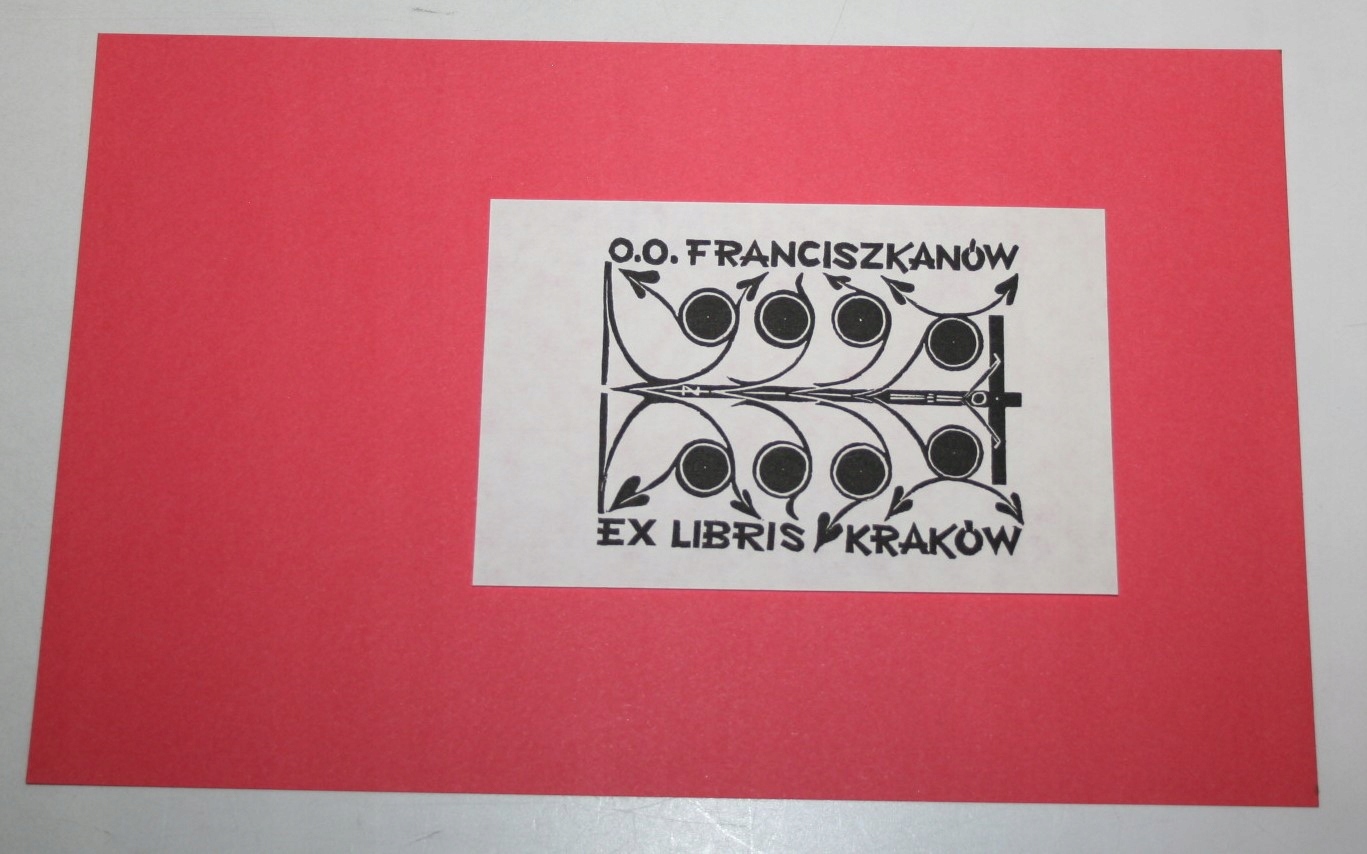 O.O. FRANCISZKANÓW
EX LIBRIS KRAKÓW